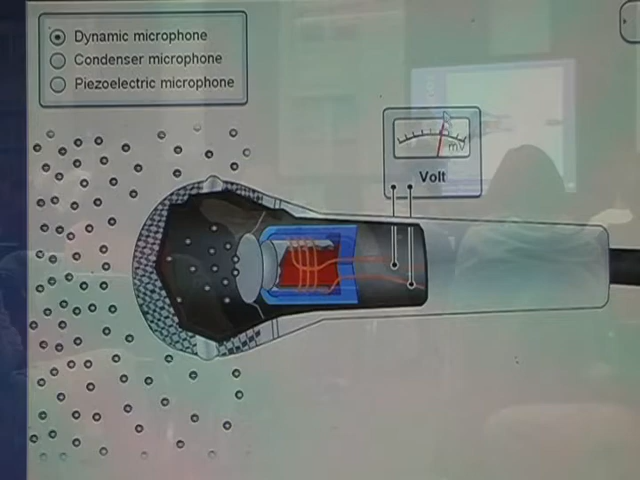 Dynamic microphone
Condenser microphone
Piezoelectric microphone
mV
Volt